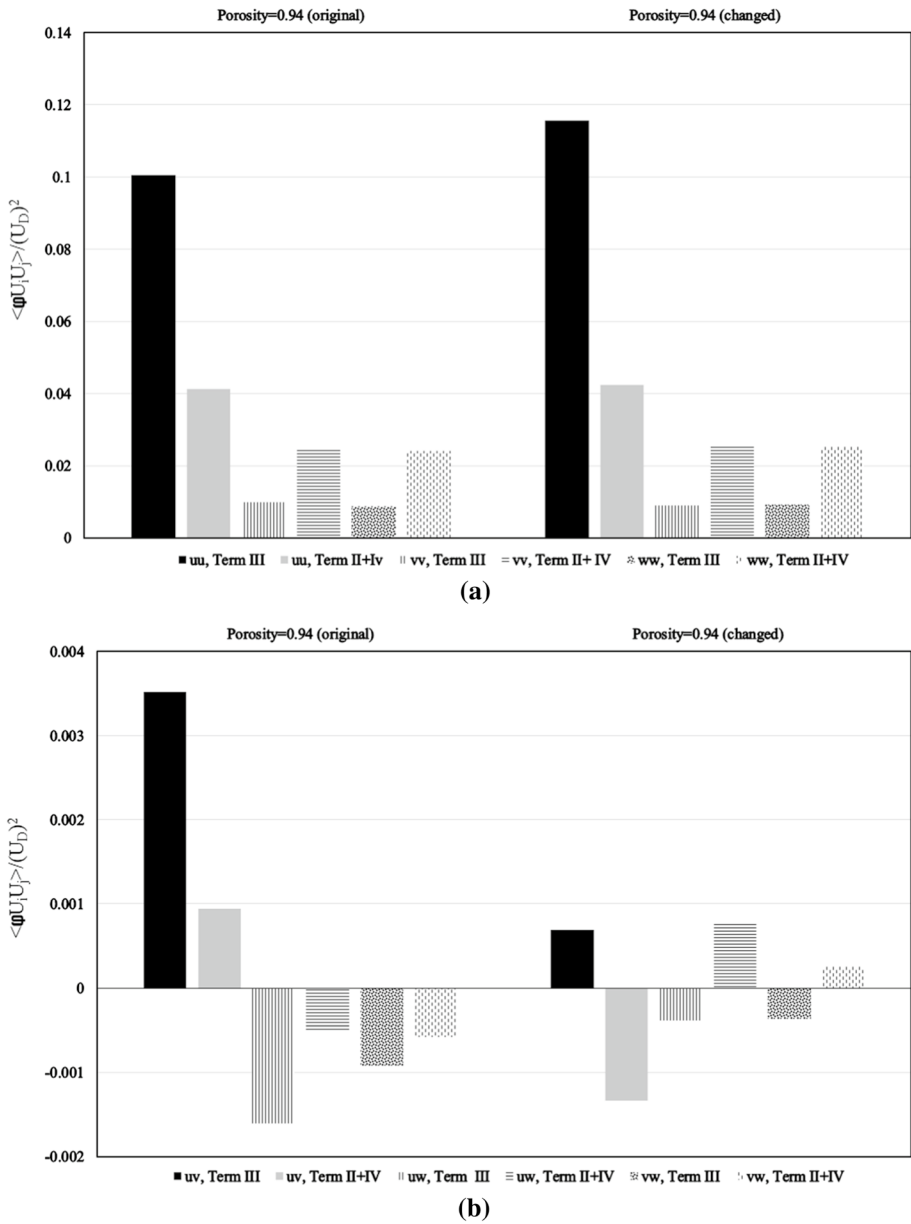 Porosity=0.94 (original) Porosity=0.94 (changed)
0.14
0.12
0.1
0.08
0.06
0.04
0.02
0
<φUiUj>/(UD)2
uu, Term III uu, Term II+Iv vv, Term III vv, Term II+ IV ww, Term III ww, Term II+IV
(a)
Porosity=0.94 (original) Porosity=0.94 (changed)
0.004
0.003
0.002
0.001
0
-0.001
-0.002
<φUiUj>/(UD)2
uv, Term III uv, Term II+IV uw, Term III uw, Term II+IV vw, Term III vw, Term II+IV
(b)